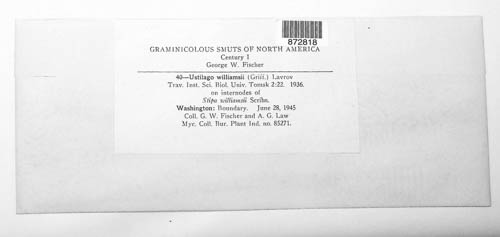 872818
GRAMINICOLOUS SMUTS OF NORTH AMERICA
Century I
George W. Fischer
40—Ustilago williamsii (Griff.) Lavrov
Trav. Inst. Sci. Biol. Univ. Tomsk 2:22. 1936.
on internodes of
Stipa williamsii Scribn.
Washington: Boundary. June 28, 1945
Coll. G. W. Fischer and A. G. Law
Myc. Coll. Bur. Plant Ind. no. 85271.